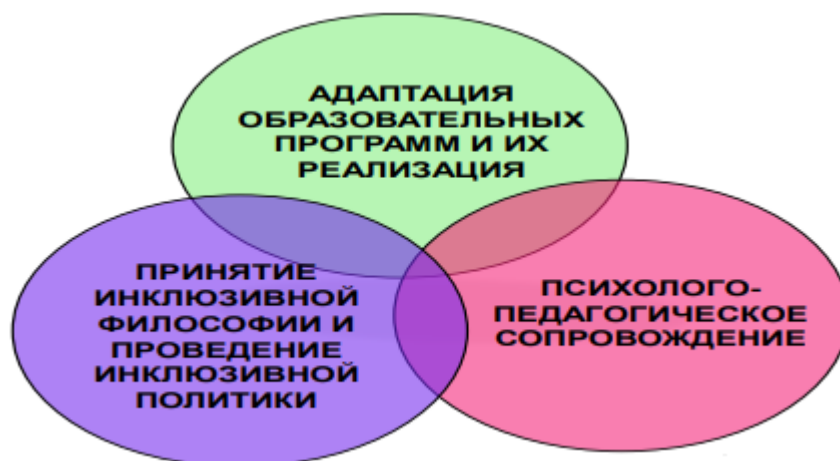 АДАПТАЦИЯ
ОБРАЗОВАТЕЛЬНЫХ
ПРОГРАММ И ИХ
РЕАЛИЗАЦИЯ
ПРИНЯТИЕ
ИНКЛЮЗИВНОЙ
ФИЛОСОФИИ И
ПРОВЕДЕНИЕ
ИНКЛЮЗИВНОЙ
ПОЛИТИКИ
ПСИХОЛОГО-
ПЕДАГОГИЧЕСКОЕ
СОПРОВОЖДЕНИЕ